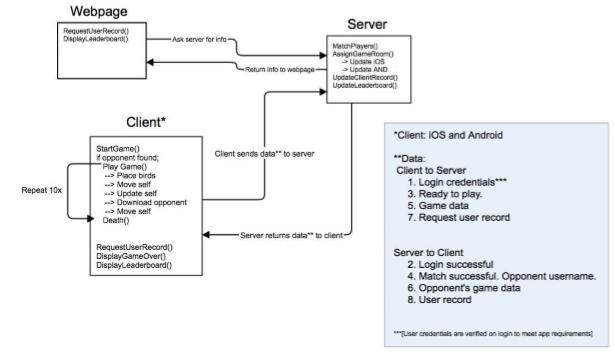 Webpage
RequestUserRecord()
DisplayLeaderboard()
Ask server for info
Return info to webpage
Server
MatchPlayers()
AssignGameRoom()
-> Update iOS
-> Update AND
UpdateClientRecord()
UpdateLeaderboard()
Client*
StartGame()
if opponent found;
Play Game()
--> Place birds
--> Move self
--> Update self
--> Download opponent
--> Move self
Death()
RequestUserRecord()
DisplayGameOver()
DisplayLeaderboard()
Repeat 10x
Client sends data** to server
Server returns data** to client
*Client: iOS and Android
**Data:
Client to Server
1. Login credentials***
3. Ready to play.
5. Game data
7. Request user record
Server to Client
2. Login successful
4. Match successful. Opponent username.
6. Opponent's game data
8. User record
***[User credentials are verified on login to meet app requirements]